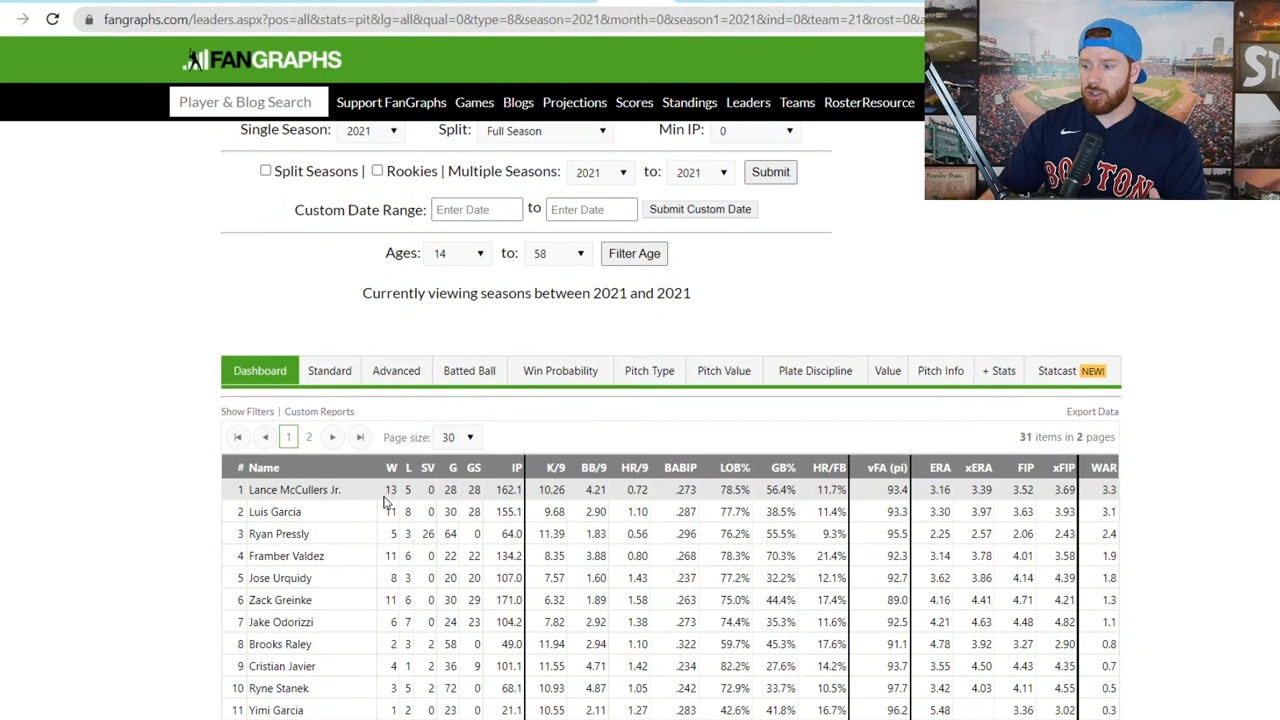 fangraphs.com/leaders.aspx?pos=all&stats=pit&lg=all&qual=0&type=8&season=2021&month=0&season1=2021&ind=0&team=21&rost=0&
FANGRAPHS
Player & Blog Search Support FanGraphs Games Blogs Projections Scores Standings Leaders Teams RosterResource
Single Season: 2021 Split: Full Season Min IP: 0
Split Seasons | Rookies | Multiple Seasons: 2021 to: 2021 Submit
Custom Date Range: Enter Date to Enter Date Submit Custom Date
Ages: 14 to: 58 Filter Age
Currently viewing seasons between 2021 and 2021
Dashboard Standard Advanced Batted Ball Win Probability Pitch Type Pitch Value Plate Discipline Value Pitch Info + Stats Statcast NEW!
Show Filters | Custom Reports Export Data
1 2 Page size: 30 31 items in 2 pages
# Name W L SV G GS IP K/9 BB/9 HR/9 BABIP LOB% GB% HR/FB vFA (pi) ERA xERA FIP xFIP WAR
1 Lance McCullers Jr. 13 5 0 28 28 162.1 10.26 4.21 0.72 .273 78.5% 56.4% 11.7% 93.4 3.16 3.39 3.52 3.69 3.3
2 Luis Garcia 11 8 0 30 28 155.1 9.68 2.90 1.10 .287 77.7% 38.5% 11.4% 93.3 3.30 3.97 3.63 3.93 3.1
3 Ryan Pressly 5 3 26 64 0 64.0 11.39 1.83 0.56 .296 76.2% 55.5% 9.3% 95.5 2.25 2.57 2.06 2.43 2.4
4 Framber Valdez 11 6 0 22 22 134.2 8.35 3.88 0.80 .268 78.3% 70.3% 21.4% 92.3 3.14 3.78 4.01 3.58 1.9
5 Jose Urquidy 8 3 0 20 20 107.0 7.57 1.60 1.43 .237 77.2% 32.2% 12.1% 92.7 3.62 3.86 4.14 4.39 1.8
6 Zack Greinke 11 6 0 30 29 171.0 6.32 1.89 1.58 .263 75.0% 44.4% 17.4% 89.0 4.16 4.41 4.71 4.21 1.3
7 Jake Odorizzi 6 7 0 24 23 104.2 7.82 2.92 1.38 .273 74.4% 35.3% 11.6% 92.5 4.21 4.63 4.48 4.82 1.1
8 Brooks Raley 2 3 2 58 0 49.0 11.94 2.94 1.10 .322 59.7% 45.3% 17.6% 91.1 4.78 3.92 3.27 2.90 0.8
9 Cristian Javier 4 1 2 36 9 101.1 11.55 4.71 1.42 .234 82.2% 27.6% 14.2% 93.7 3.55 4.50 4.43 4.35 0.7
10 Ryne Stanek 3 5 2 72 0 68.1 10.93 4.87 1.05 .242 72.9% 33.7% 10.5% 97.7 3.42 4.03 4.11 4.55 0.5
11 Yimi Garcia 1 2 0 23 0 21.1 10.55 2.11 1.27 .283 42.6% 41.8% 16.7% 96.2 5.48 3.36 3.02 0.3
BOSTON